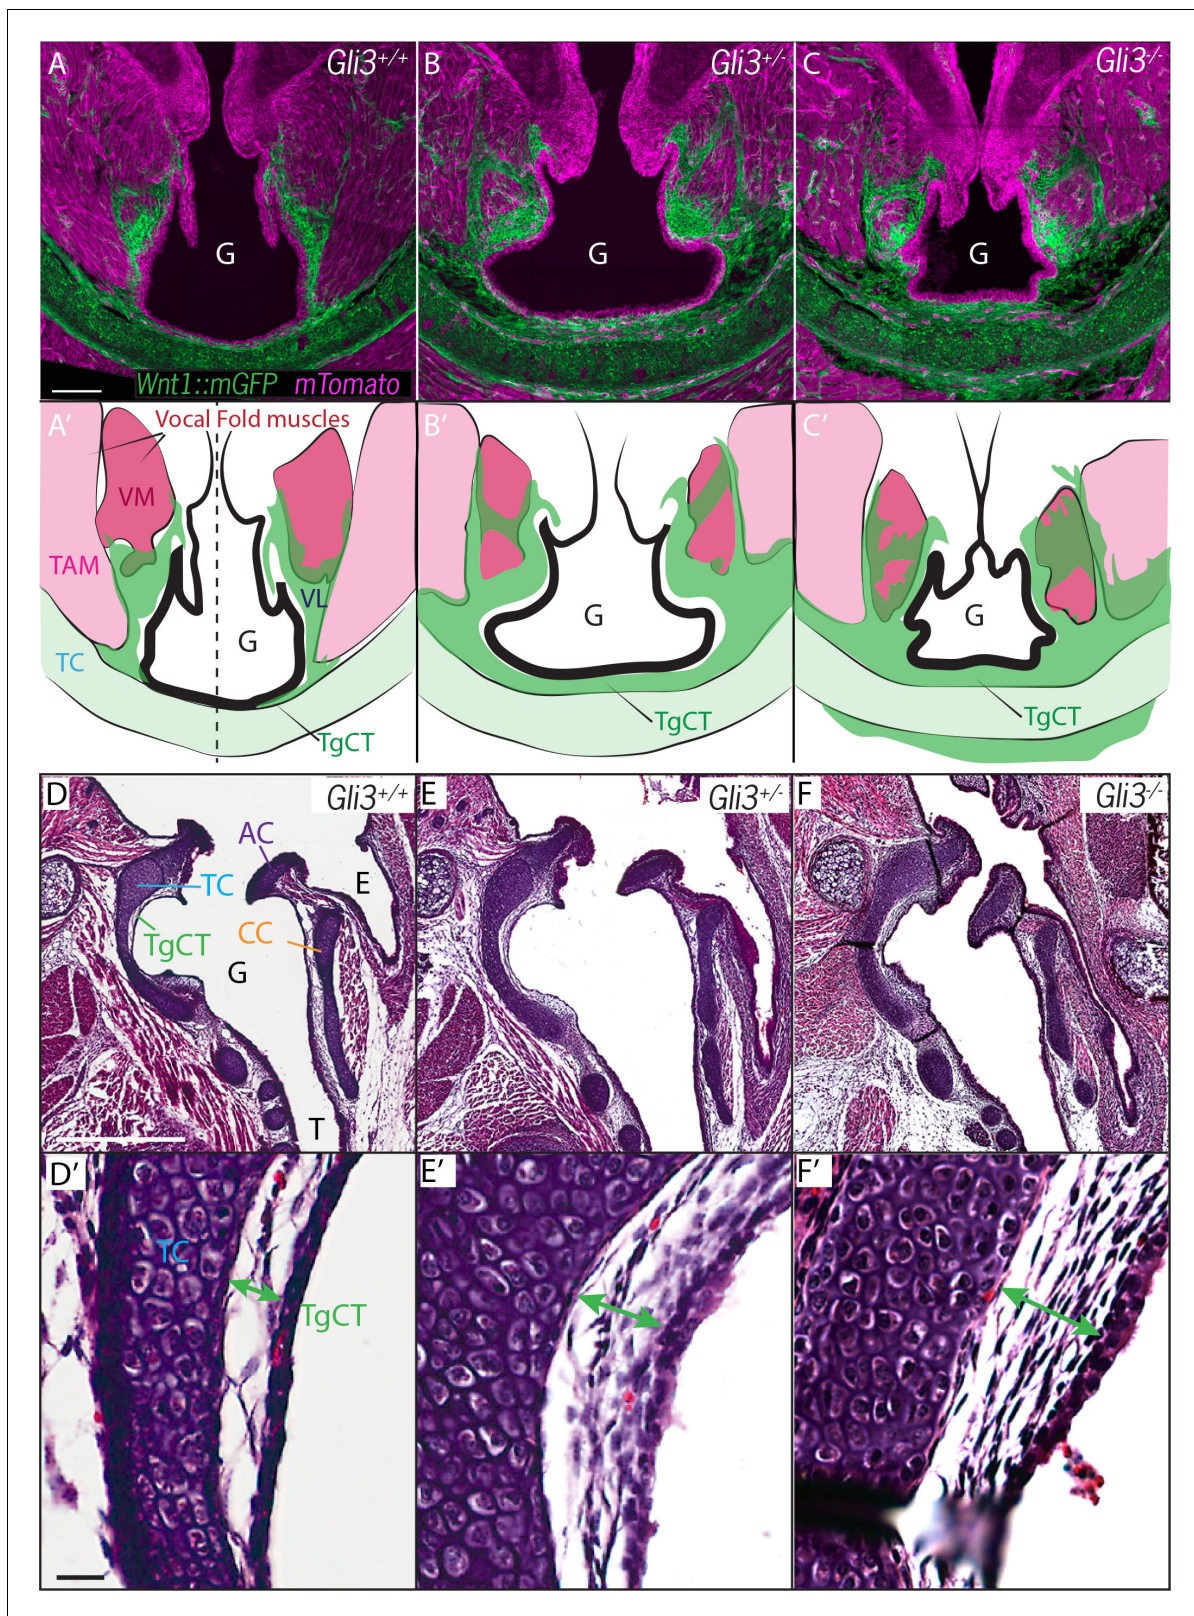 A Gli3+/+ B Gli3+/- C Gli3-/-
G G G
Wnt1::mGFP mTomato
A' Vocal Fold muscles B' C'
VM
TAM
VL
G G G
TC
TgCT TgCT TgCT
D Gli3+/+ E Gli3+/- F Gli3-/-
AC
TC E
TgCT CC
G
T
D' E' F'
TC
TgCT